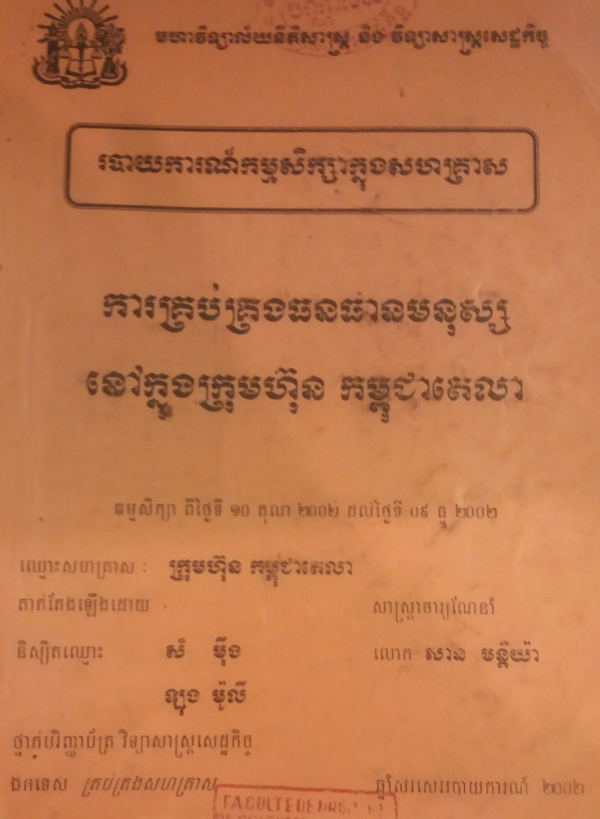 មហាវិទ្យាល័យនីតិសាស្ត្រ និង វិទ្យាសាស្ត្រសេដ្ឋកិច្ច
របាយការណ៍កម្មសិក្សាក្នុងសហគ្រាស
ការគ្រប់គ្រងធនធានមនុស្ស
នៅក្នុងក្រុមហ៊ុន កម្ពុជាតេលា
ធម្មសិក្សា ពីថ្ងៃទី ១០ តុលា ២០០២ ដល់ថ្ងៃទី ០៩ ធ្នូ ២០០២
ឈ្មោះសហគ្រាស : ក្រុមហ៊ុន កម្ពុជាតេលា
តាក់តែងឡើងដោយ សាស្ត្រាចារ្យណែនាំ
និស្សិតឈ្មោះ សំ ម៉ឹង លោក សាន មន្តិយ៉ា
ឡុង ម៉ូលី
ថ្នាក់បរិញ្ញាប័ត្រ វិទ្យាសាស្ត្រសេដ្ឋកិច្ច
ឯកទេស គ្រប់គ្រងសហគ្រាស ឆ្នាំសរសេរបាយការណ៍ ២០០២
FACULTE DE